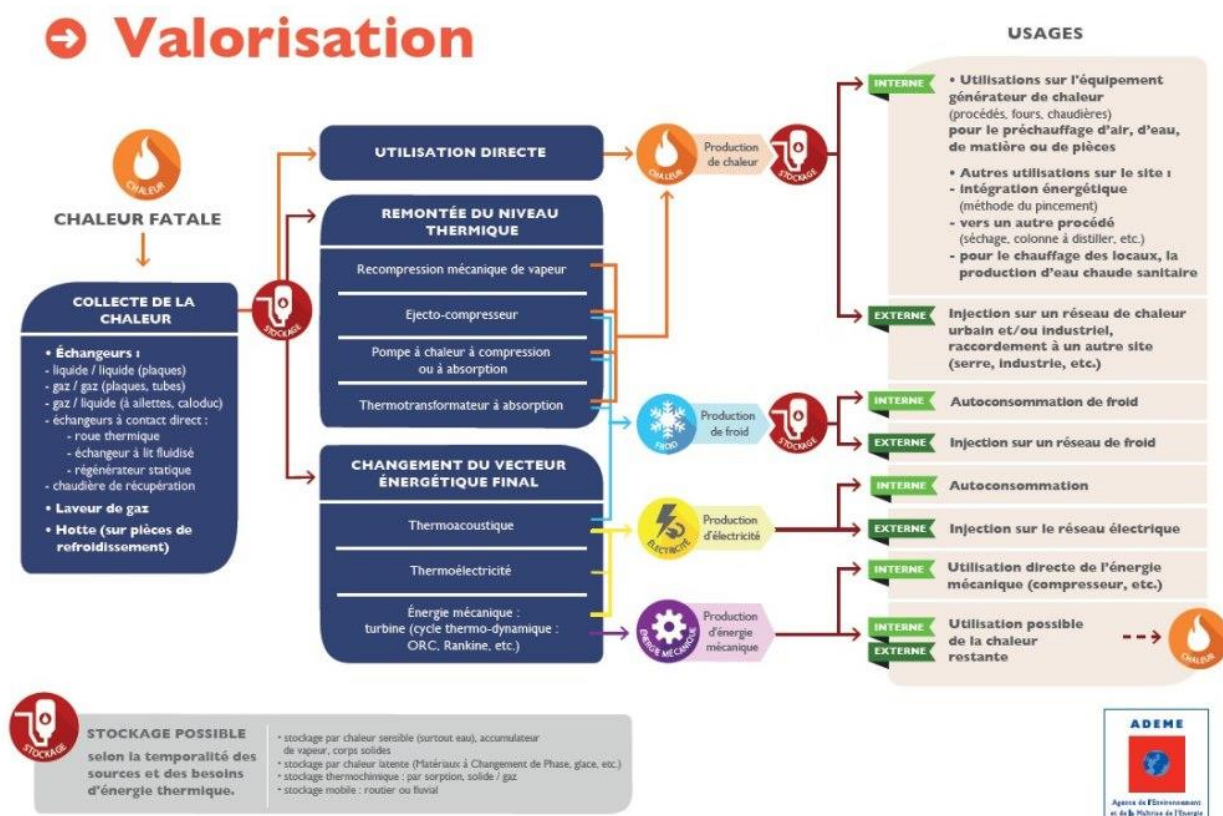 Valorisation
CHALEUR
CHALEUR FATALE
COLLECTE DE LA
CHALEUR
• Échangeurs :
- liquide / liquide (plaques)
- gaz / gaz (plaques, tubes)
- gaz / liquide (à ailettes, caloduc)
- échangeurs à contact direct :
- roue thermique
- échangeur à lit fluidisé
- régénérateur statique
- chaudière de récupération
• Laveur de gaz
• Hotte (sur pièces de
refroidissement)
STOCKAGE
UTILISATION DIRECTE
REMONTÉE DU NIVEAU
THERMIQUE
Recompression mécanique de vapeur
Ejecto-compresseur
Pompe à chaleur à compression
ou à absorption
Thermotransformateur à absorption
CHANGEMENT DU VECTEUR
ÉNERGÉTIQUE FINAL
Thermoacoustique
Thermoélectricité
Énergie mécanique :
turbine (cycle thermo-dynamique :
ORC, Rankine, etc.)
CHALEUR
Production
de chaleur
STOCKAGE
FROID
Production
de froid
STOCKAGE
ÉLECTRICITÉ
Production
d'électricité
ÉNERGIE MÉCANIQUE
Production
d'énergie
mécanique
USAGES
INTERNE
• Utilisations sur l'équipement
générateur de chaleur
(procédés, fours, chaudières)
pour le préchauffage d'air, d'eau,
de matière ou de pièces
• Autres utilisations sur le site :
- intégration énergétique
(méthode du pincement)
- vers un autre procédé
(séchage, colonne à distiller, etc.)
- pour le chauffage des locaux, la
production d'eau chaude sanitaire
EXTERNE
Injection sur un réseau de chaleur
urbain et/ou industriel,
raccordement à un autre site
(serre, industrie, etc.)
INTERNE
Autoconsommation de froid
EXTERNE
Injection sur un réseau de froid
INTERNE
Autoconsommation
EXTERNE
Injection sur le réseau électrique
INTERNE
Utilisation directe de l'énergie
mécanique (compresseur, etc.)
INTERNE
EXTERNE
Utilisation possible
de la chaleur
restante
CHALEUR
STOCKAGE
STOCKAGE POSSIBLE
selon la temporalité des
sources et des besoins
d'énergie thermique.
• stockage par chaleur sensible (surtout eau), accumulateur
de vapeur, corps solides
• stockage par chaleur latente (Matériaux à Changement de Phase, glace, etc.)
• stockage thermochimique : par sorption, solide / gaz
• stockage mobile : routier ou fluvial
ADEME
Agence de l'Environnement
et de la Maîtrise de l'Energie